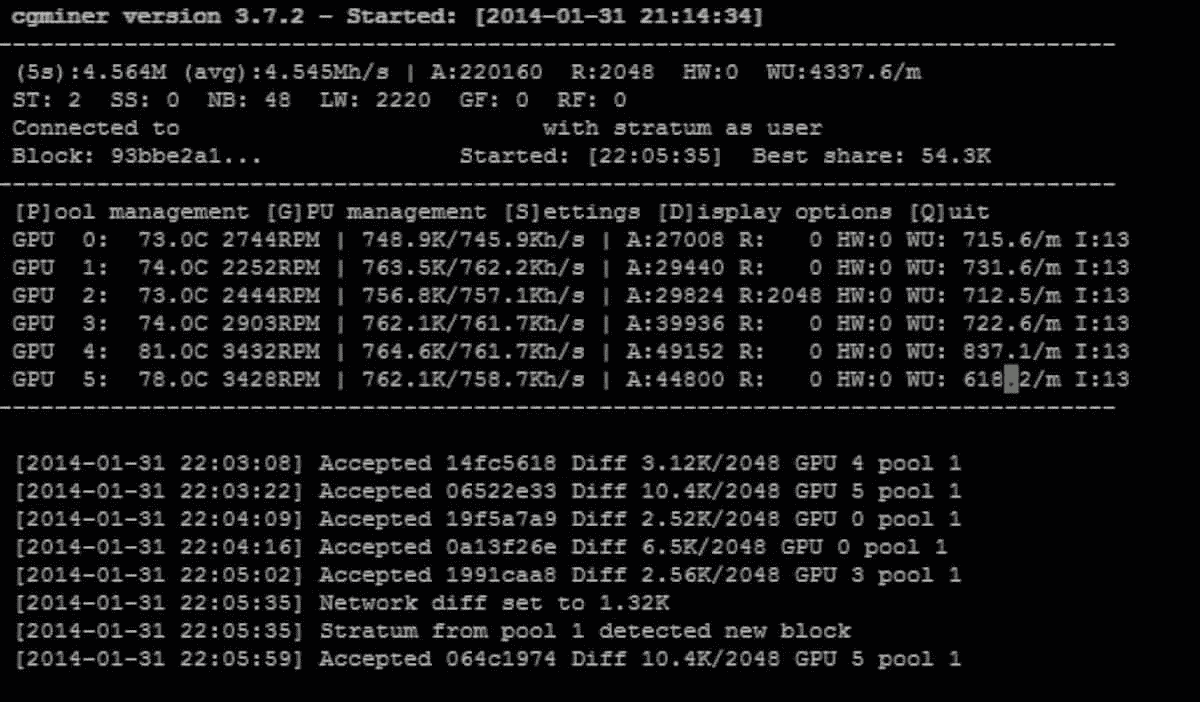 cgminer version 3.7.2 - Started: [2014-01-31 21:14:34]
--------------------------------------------------------------------------------
(5s):4.564M (avg):4.545Mh/s | A:220160 R:2048 HW:0 WU:4337.6/m
ST: 2 SS: 0 NB: 48 LW: 2220 GF: 0 RF: 0
Connected to with stratum as user
Block: 93bbe2a1... Started: [22:05:35] Best share: 54.3K
--------------------------------------------------------------------------------
[P]ool management [G]PU management [S]ettings [D]isplay options [Q]uit
GPU 0: 73.0C 2744RPM | 748.9K/745.9Kh/s | A:27008 R: 0 HW:0 WU: 715.6/m I:13
GPU 1: 74.0C 2252RPM | 763.5K/762.2Kh/s | A:29440 R: 0 HW:0 WU: 731.6/m I:13
GPU 2: 73.0C 2444RPM | 756.8K/757.1Kh/s | A:29824 R:2048 HW:0 WU: 712.5/m I:13
GPU 3: 74.0C 2903RPM | 762.1K/761.7Kh/s | A:39936 R: 0 HW:0 WU: 722.6/m I:13
GPU 4: 81.0C 3432RPM | 764.6K/761.7Kh/s | A:49152 R: 0 HW:0 WU: 837.1/m I:13
GPU 5: 78.0C 3428RPM | 762.1K/758.7Kh/s | A:44800 R: 0 HW:0 WU: 618.2/m I:13
--------------------------------------------------------------------------------
[2014-01-31 22:03:08] Accepted 14fc5618 Diff 3.12K/2048 GPU 4 pool 1
[2014-01-31 22:03:22] Accepted 06522e33 Diff 10.4K/2048 GPU 5 pool 1
[2014-01-31 22:04:09] Accepted 19f5a7a9 Diff 2.52K/2048 GPU 0 pool 1
[2014-01-31 22:04:16] Accepted 0a13f26e Diff 6.5K/2048 GPU 0 pool 1
[2014-01-31 22:05:02] Accepted 1991caa8 Diff 2.56K/2048 GPU 3 pool 1
[2014-01-31 22:05:35] Network diff set to 1.32K
[2014-01-31 22:05:35] Stratum from pool 1 detected new block
[2014-01-31 22:05:59] Accepted 064c1974 Diff 10.4K/2048 GPU 5 pool 1